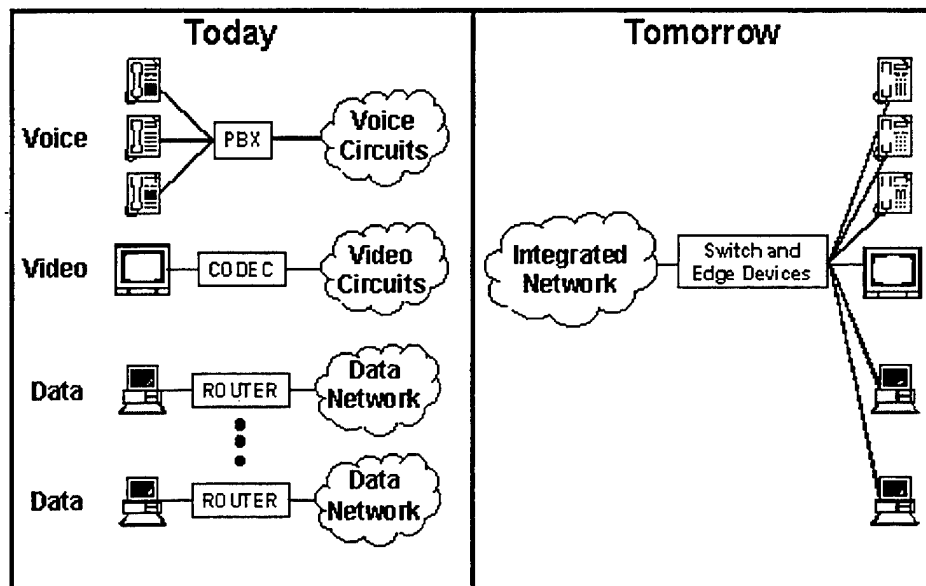 Today
Voice
PBX
Voice
Circuits
Video
CODEC
Video
Circuits
Data
ROUTER
Data
Network
Data
ROUTER
Data
Network
Tomorrow
Integrated
Network
Switch and
Edge Devices